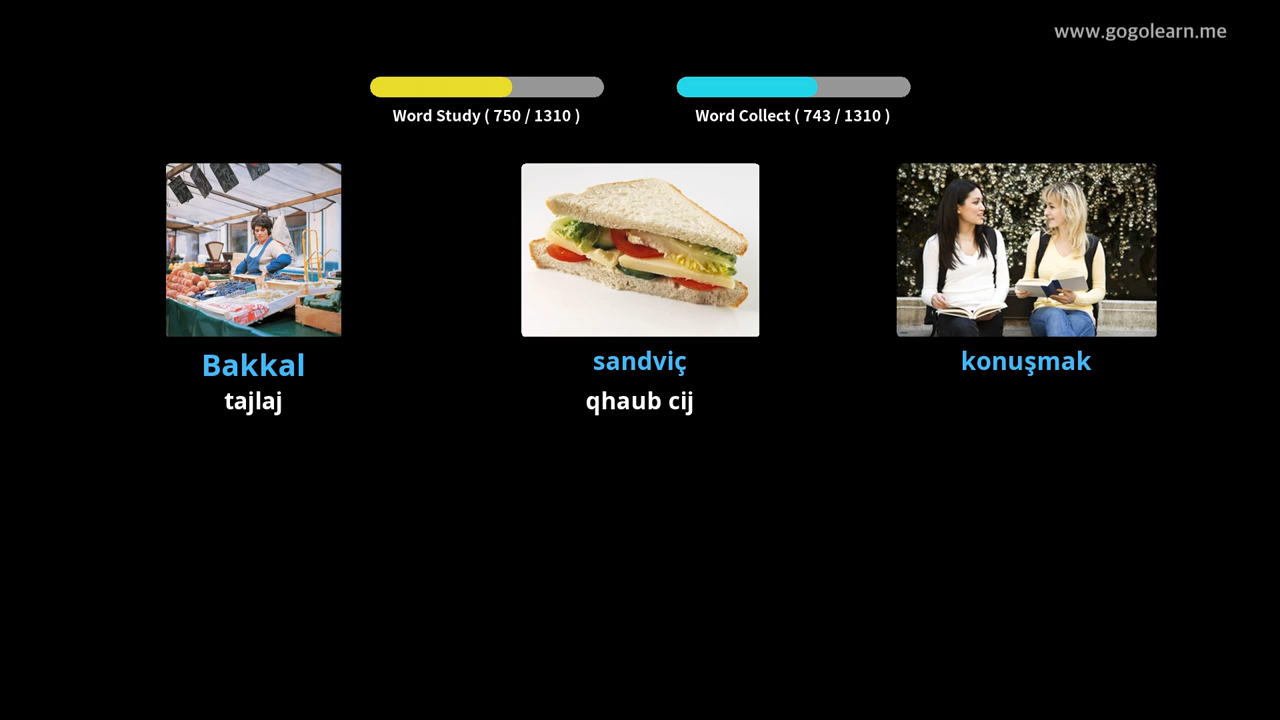 www.gogolearn.me
Word Study ( 750 / 1310 )
Word Collect ( 743 / 1310 )
Bakkal
tajlaj
sandviç
qhaub cij
konuşmak